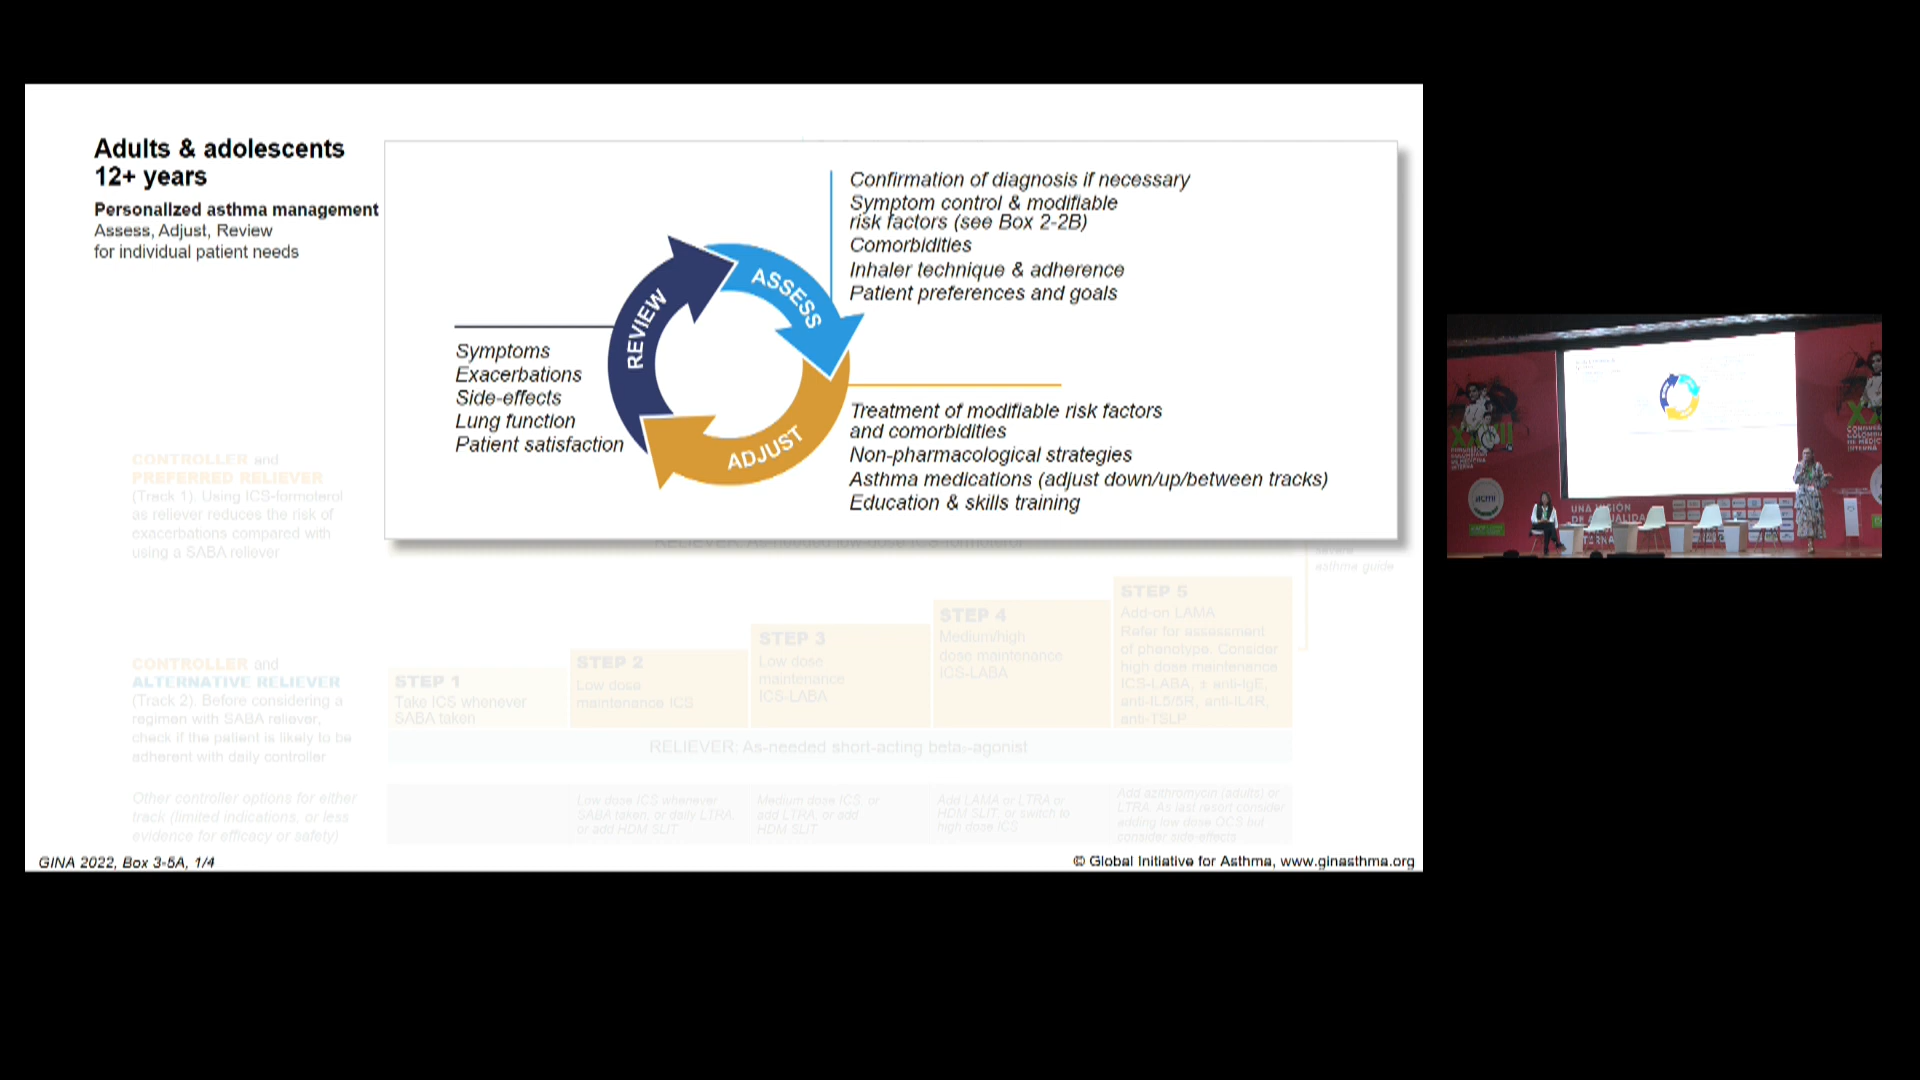 Adults & adolescents
12+ years
Personalized asthma management
Assess, Adjust, Review
for individual patient needs
Confirmation of diagnosis if necessary
Symptom control & modifiable
risk factors (see Box 2-2B)
Comorbidities
Inhaler technique & adherence
Patient preferences and goals
REVIEW
ASSESS
ADJUST
Symptoms
Exacerbations
Side-effects
Lung function
Patient satisfaction
Treatment of modifiable risk factors
and comorbidities
Non-pharmacological strategies
Asthma medications (adjust down/up/between tracks)
Education & skills training
CONTROLLER and
PREFERRED RELIEVER
(Track 1). Using ICS-formoterol
as reliever reduces the risk of
exacerbations compared with
using a SABA reliever
RELIEVER: As-needed low-dose ICS-formoterol
severe
asthma guide
CONTROLLER and
ALTERNATIVE RELIEVER
(Track 2). Before considering a
regimen with SABA reliever,
check if the patient is likely to be
adherent with daily controller
STEP 1
Take ICS whenever
SABA taken
STEP 2
Low dose
maintenance ICS
STEP 3
Low dose
maintenance
ICS-LABA
STEP 4
Medium/high
dose maintenance
ICS-LABA
STEP 5
Add-on LAMA
Refer for assessment
of phenotype. Consider
high dose maintenance
ICS-LABA, ± anti-IgE,
anti-IL5/5R, anti-IL4R,
anti-TSLP
RELIEVER: As-needed short-acting beta₂-agonist
Other controller options for either
track (limited indications, or less
evidence for efficacy or safety)
Low dose ICS whenever
SABA taken, or daily LTRA,
or add HDM SLIT
Medium dose ICS, or
add LTRA, or add
HDM SLIT
Add LAMA or LTRA or
HDM SLIT, or switch to
high dose ICS
Add azithromycin (adults) or
LTRA. As last resort consider
adding low dose OCS but
consider side-effects
GINA 2022, Box 3-5A, 1/4
© Global Initiative for Asthma, www.ginasthma.org
acmi
UNA VISIÓN